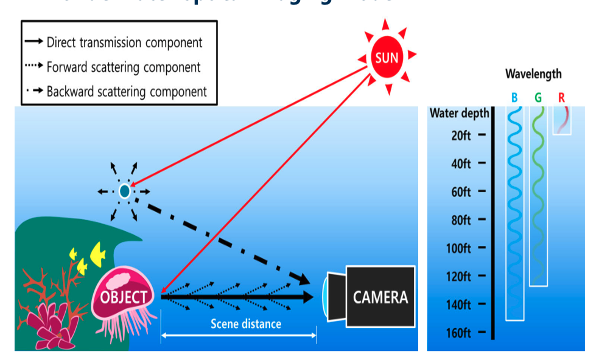 Direct transmission component
Forward scattering component
Backward scattering component
SUN
OBJECT
CAMERA
Scene distance
Wavelength
B G R
Water depth
20ft
40ft
60ft
80ft
100ft
120ft
140ft
160ft